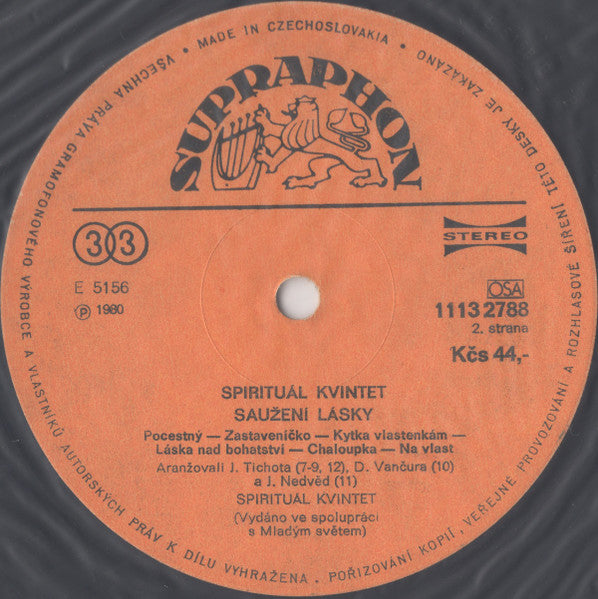 • VŠECHNA PRÁVA GRAMOFONOVÉHO VÝROBCE A VLASTNÍKŮ AUTORSKÝCH PRÁV K DÍLU VYHRAŽENA. POŘIZOVÁNÍ KOPIÍ, VEŘEJNÉ PROVOZOVÁNÍ A ROZHLASOVÉ ŠÍŘENÍ TÉTO DESKY JE ZAKÁZÁNO • MADE IN CZECHOSLOVAKIA •
SUPRAPHON
33
STEREO
E 5156
Ⓟ 1980
OSA
1113 2788
2. strana
Kčs 44,-
SPIRITUÁL KVINTET
SAUŽENÍ LÁSKY
Pocestný — Zastaveníčko — Kytka vlastenkám —
Láska nad bohatství — Chaloupka — Na vlast
Aranžovali J. Tichota (7-9, 12), D. Vančura (10)
a J. Nedvěd (11)
SPIRITUÁL KVINTET
(Vydáno ve spolupráci
s Mladým světem)